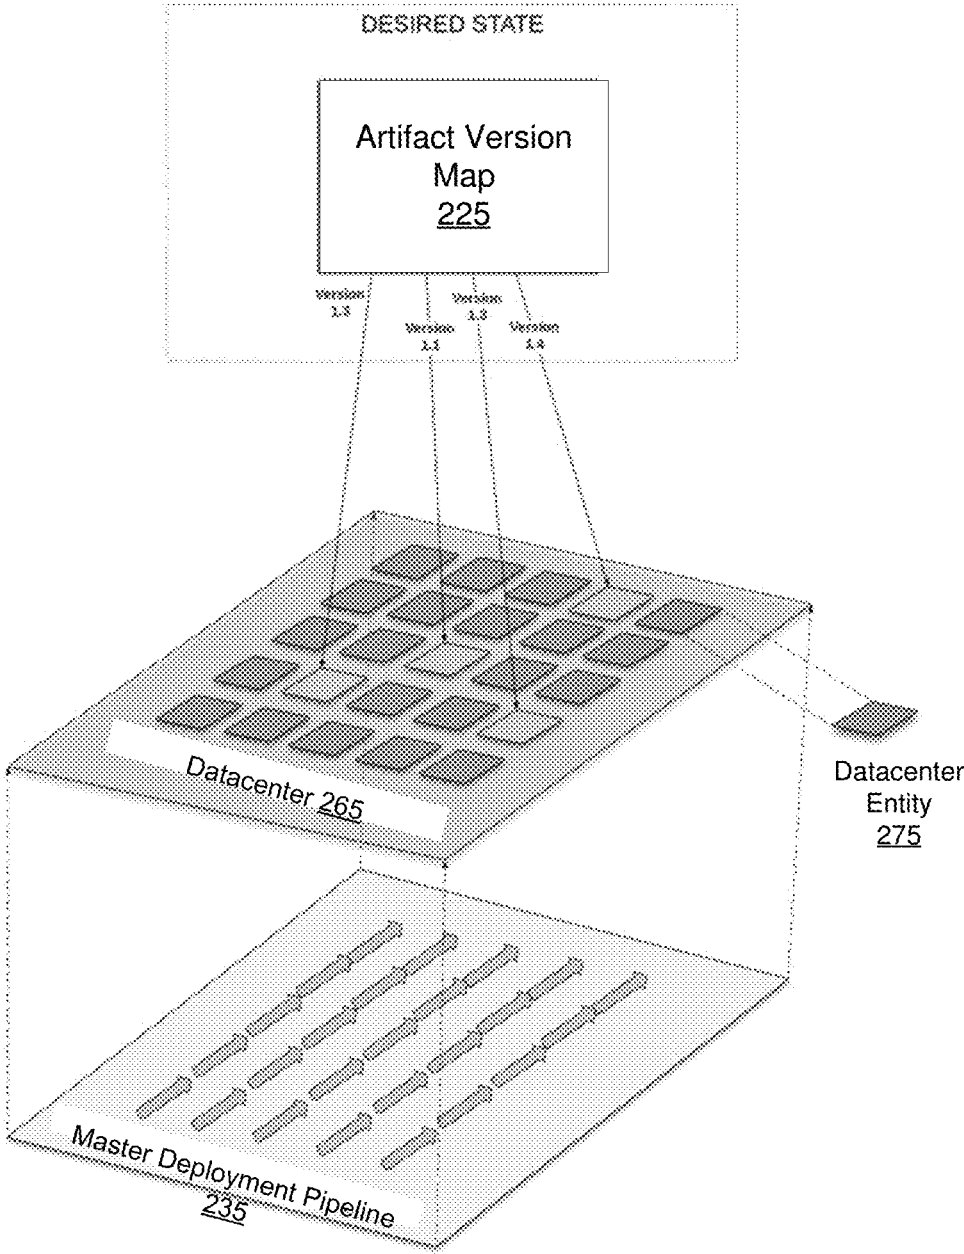 DESIRED STATE
Artifact Version
Map
225
Version
Version
Version
Version
Datacenter 265
Datacenter
Entity
275
Master Deployment Pipeline
235